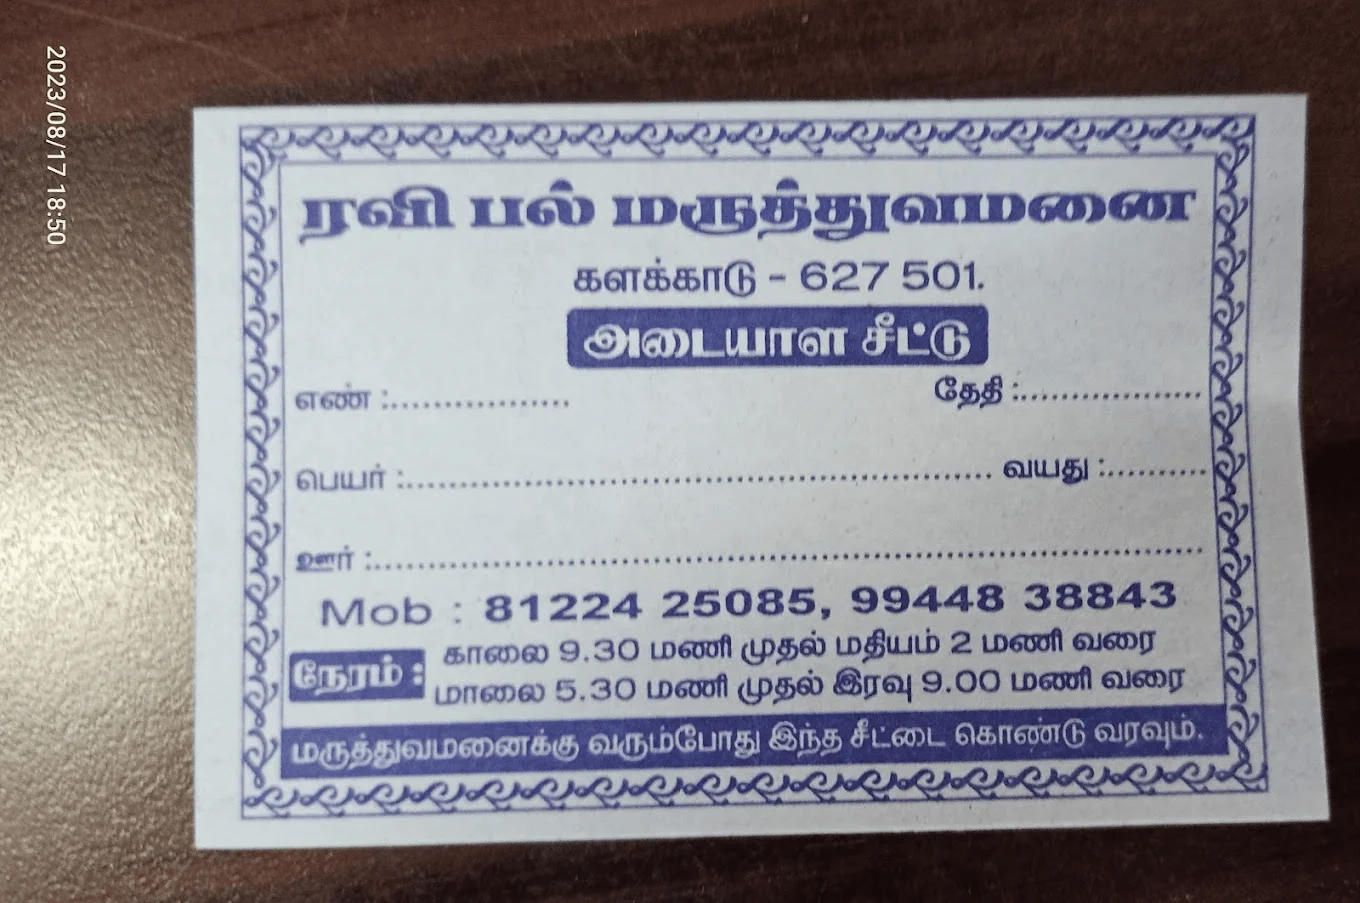 2023/08/17 18:50
ரவி பல் மருத்துவமனை
களக்காடு - 627 501.
அடையாள சீட்டு
எண் :................. தேதி :.................
பெயர் :...................................................... வயது :.........
ஊர் :...........................................................................
Mob : 81224 25085, 99448 38843
நேரம் : காலை 9.30 மணி முதல் மதியம் 2 மணி வரை
மாலை 5.30 மணி முதல் இரவு 9.00 மணி வரை
மருத்துவமனைக்கு வரும்போது இந்த சீட்டை கொண்டு வரவும்.